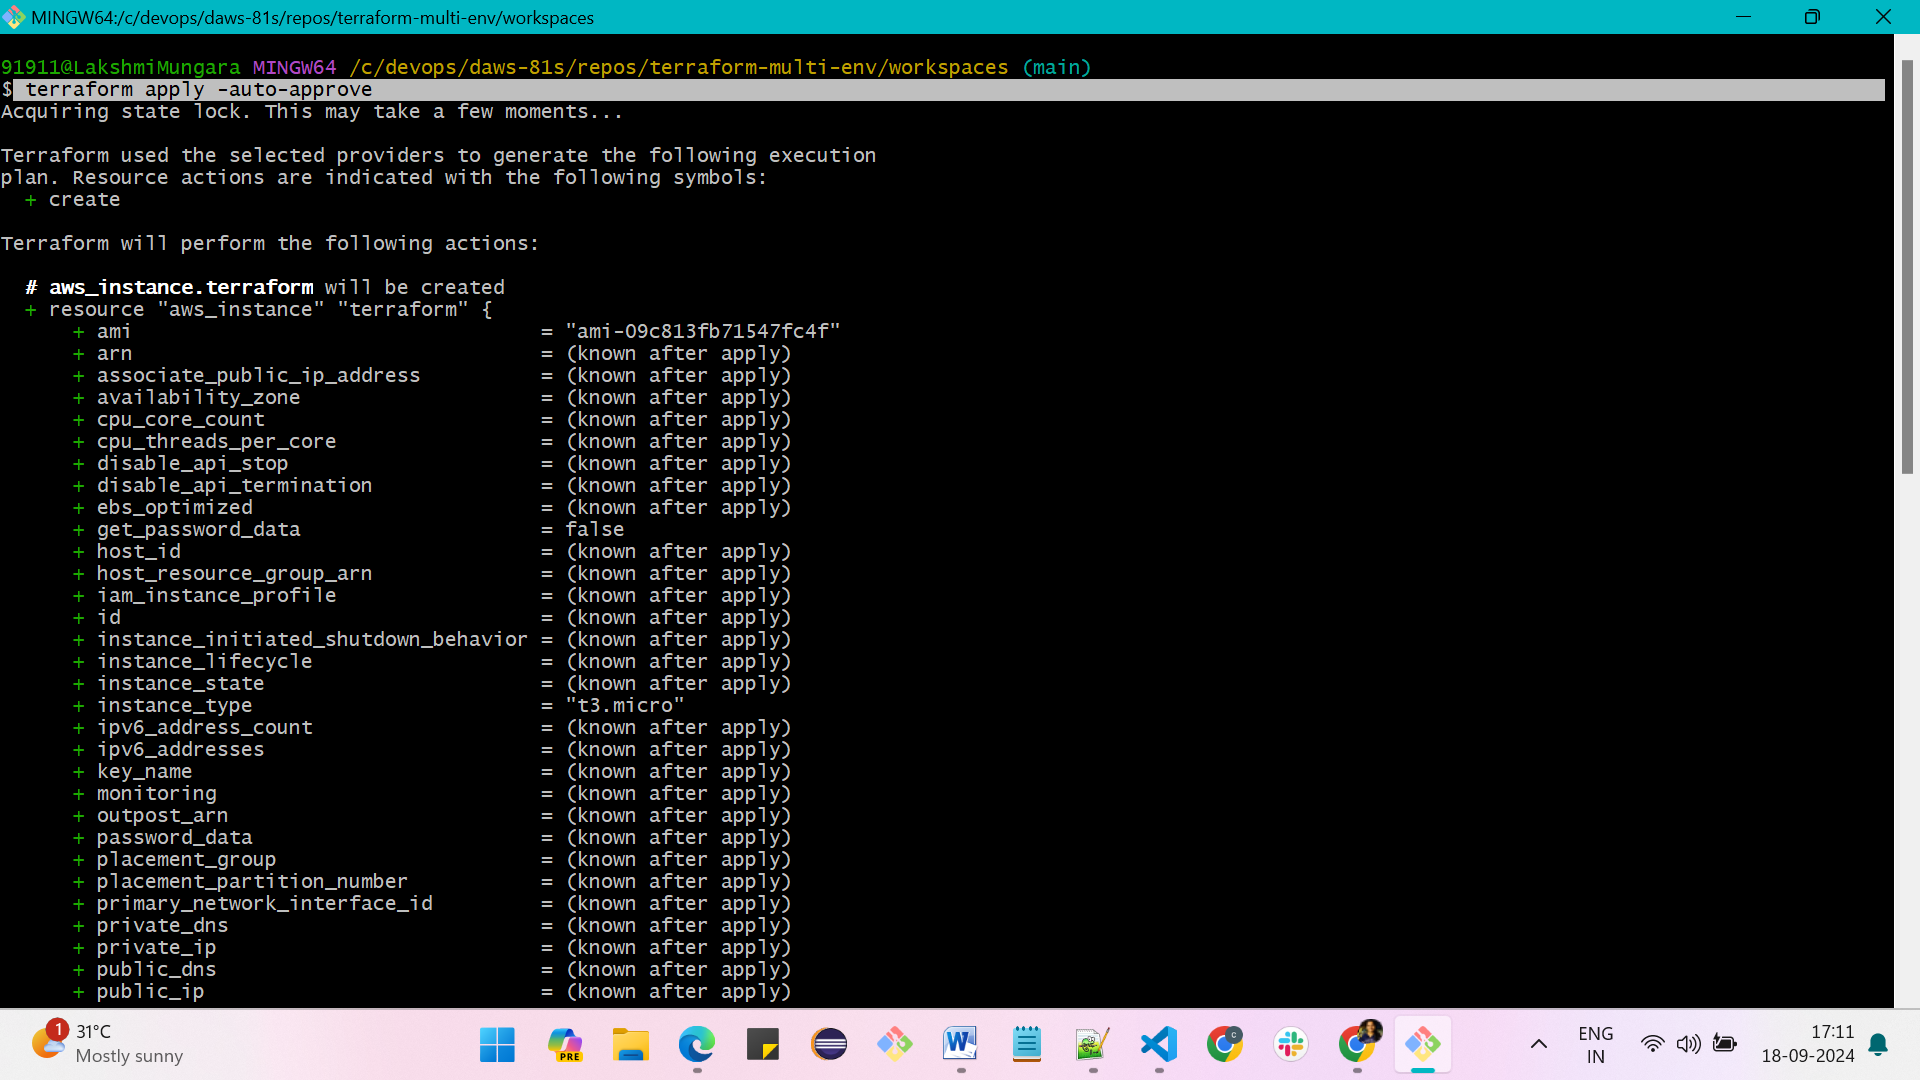 MINGW64:/c/devops/daws-81s/repos/terraform-multi-env/workspaces
91911@LakshmiMungara MINGW64 /c/devops/daws-81s/repos/terraform-multi-env/workspaces (main)
$ terraform apply -auto-approve
Acquiring state lock. This may take a few moments...
Terraform used the selected providers to generate the following execution
plan. Resource actions are indicated with the following symbols:
+ create
Terraform will perform the following actions:
# aws_instance.terraform will be created
+ resource "aws_instance" "terraform" {
+ ami = "ami-09c813fb71547fc4f"
+ arn = (known after apply)
+ associate_public_ip_address = (known after apply)
+ availability_zone = (known after apply)
+ cpu_core_count = (known after apply)
+ cpu_threads_per_core = (known after apply)
+ disable_api_stop = (known after apply)
+ disable_api_termination = (known after apply)
+ ebs_optimized = (known after apply)
+ get_password_data = false
+ host_id = (known after apply)
+ host_resource_group_arn = (known after apply)
+ iam_instance_profile = (known after apply)
+ id = (known after apply)
+ instance_initiated_shutdown_behavior = (known after apply)
+ instance_lifecycle = (known after apply)
+ instance_state = (known after apply)
+ instance_type = "t3.micro"
+ ipv6_address_count = (known after apply)
+ ipv6_addresses = (known after apply)
+ key_name = (known after apply)
+ monitoring = (known after apply)
+ outpost_arn = (known after apply)
+ password_data = (known after apply)
+ placement_group = (known after apply)
+ placement_partition_number = (known after apply)
+ primary_network_interface_id = (known after apply)
+ private_dns = (known after apply)
+ private_ip = (known after apply)
+ public_dns = (known after apply)
+ public_ip = (known after apply)
1
31°C
Mostly sunny
PRE
W
C
ENG
IN
17:11
18-09-2024